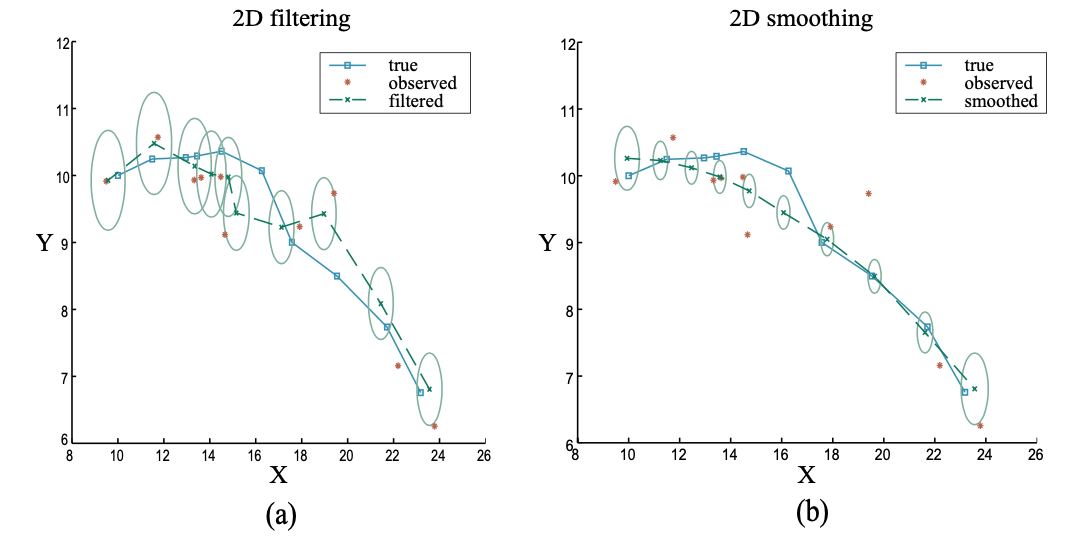 2D filtering
12
11
10
9
8
7
6
Y
true
observed
filtered
8 10 12 14 16 18 20 22 24 26
X
(a)
2D smoothing
12
11
10
9
8
7
6
Y
true
observed
smoothed
8 10 12 14 16 18 20 22 24 26
X
(b)